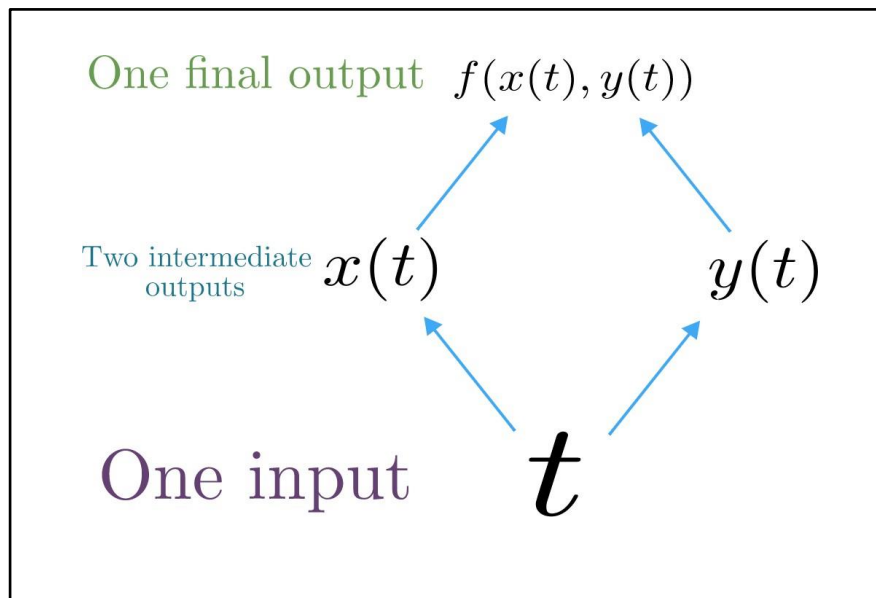 One final output f(x(t), y(t))
Two intermediate
outputs
x(t) y(t)
One input t